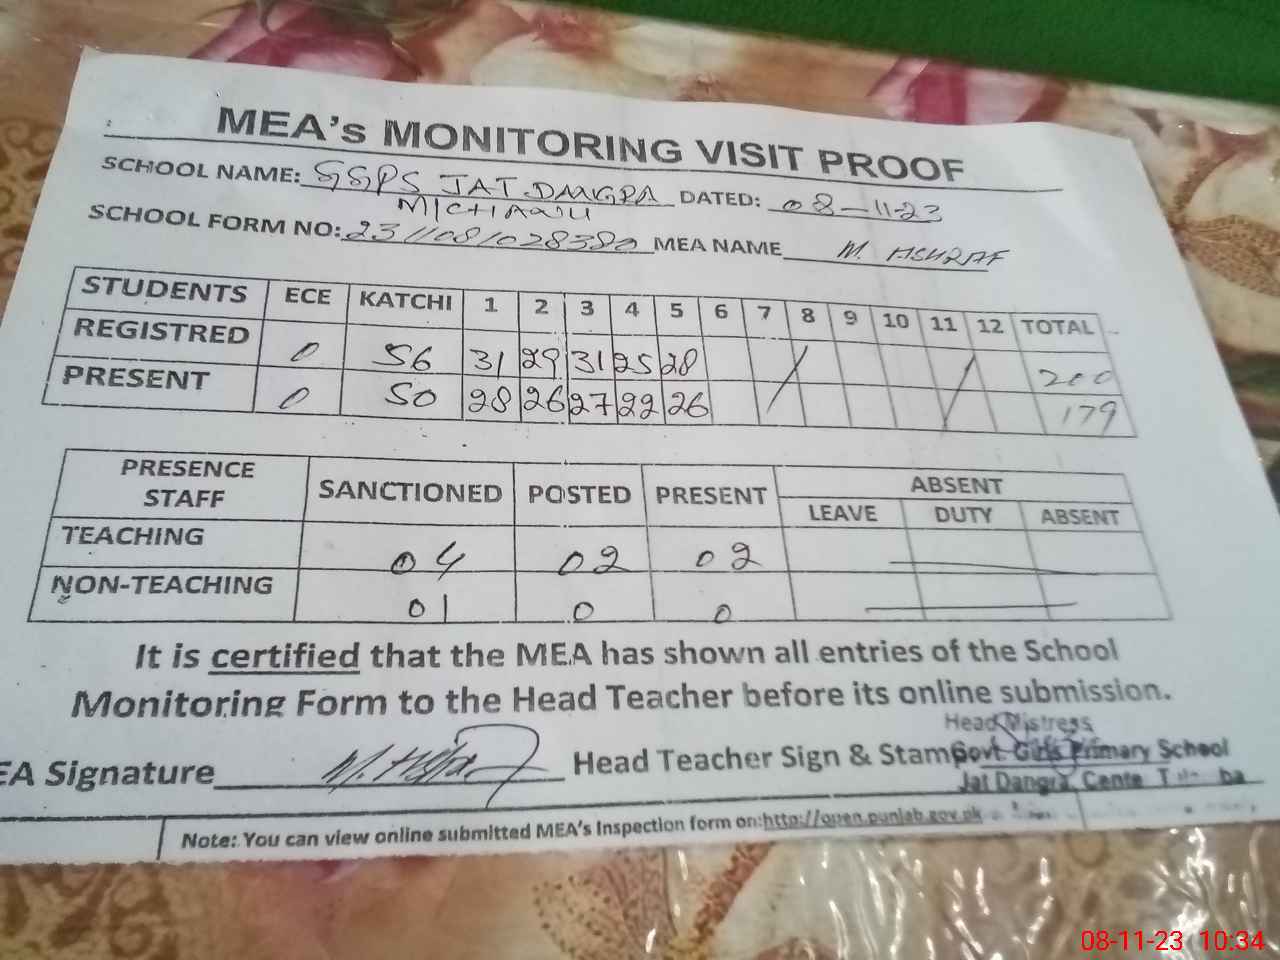 MEA's MONITORING VISIT PROOF
SCHOOL NAME: GGPS JAT DANGRA DATED: 08-11-23
SCHOOL FORM NO: 2311081028380 MEA NAME M. ASHRAF
STUDENTS ECE KATCHI 1 2 3 4 5 6 7 8 9 10 11 12 TOTAL
REGISTRED 0 56 31 29 31 25 28 200
PRESENT 0 50 28 26 27 22 26 179
PRESENCE STAFF SANCTIONED POSTED PRESENT ABSENT
LEAVE DUTY ABSENT
TEACHING 04 02 02
NON-TEACHING 01 0 0
It is certified that the MEA has shown all entries of the School
Monitoring Form to the Head Teacher before its online submission.
Head Mistress
EA Signature Head Teacher Sign & Stamp Govt. Girls Primary School
Jat Dangra, Cente
Note: You can view online submitted MEA's Inspection form on:http://open.punjab.gov.pk
08-11-23 10:34